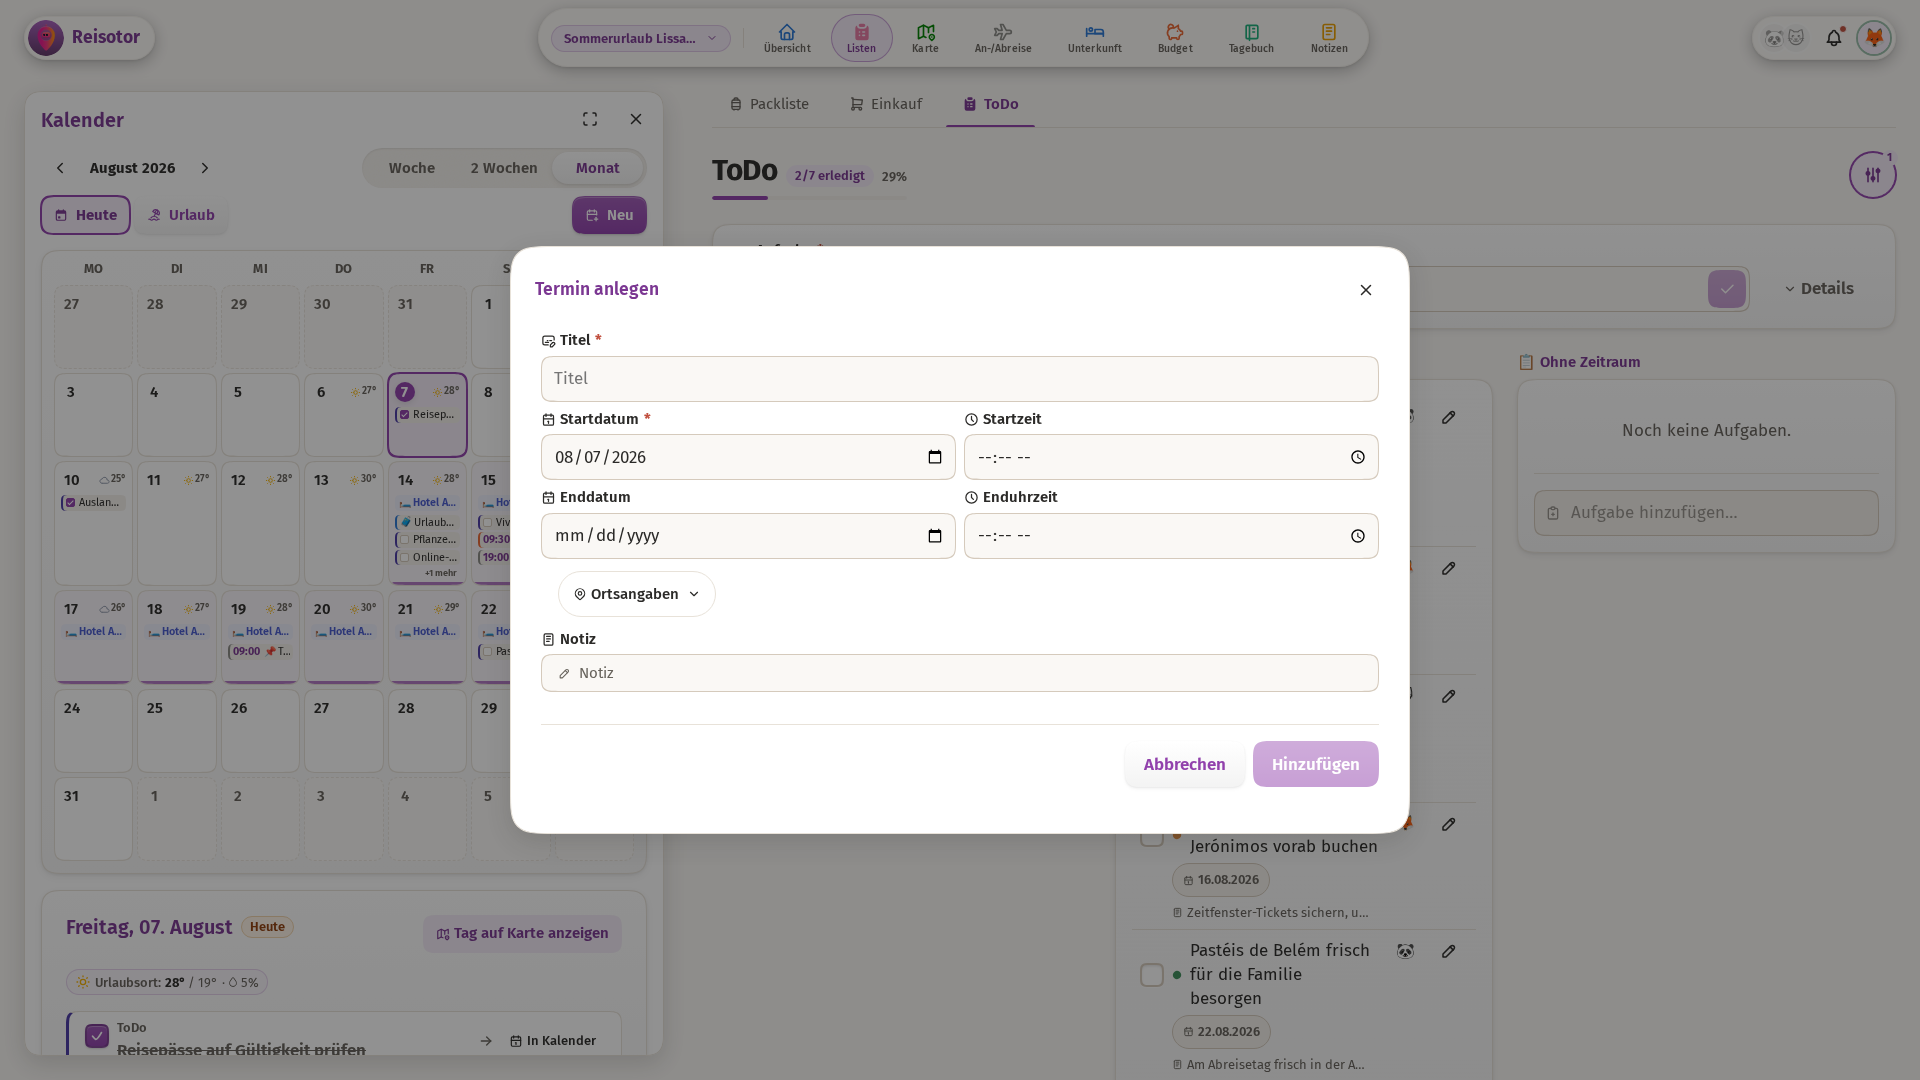 Reisotor
Sommerurlaub Lissa...
Übersicht
Listen
Karte
An-/Abreise
Unterkunft
Budget
Tagebuch
Notizen
Kalender
August 2026
Woche
2 Wochen
Monat
Heute
Urlaub
Neu
MO DI MI DO FR
27 28 29 30 31 1
3 4 5 6 27° 7 28° 8
Reisep...
10 25° 11 27° 12 28° 13 30° 14 28° 15
Auslan...
Hotel A...
Urlaub...
Pflanze...
Online-...
+1 mehr
09:30
19:00
17 26° 18 27° 19 28° 20 30° 21 29° 22
Hotel A... Hotel A... Hotel A... Hotel A... Hotel A...
09:00 📌 T...
24 25 26 27 28 29
31 1 2 3 4 5
Freitag, 07. August Heute
Tag auf Karte anzeigen
Urlaubsort: 28° / 19° · 5%
ToDo
Reisepässe auf Gültigkeit prüfen
In Kalender
Packliste
Einkauf
ToDo
ToDo 2/7 erledigt 29%
1
Details
Ohne Zeitraum
Noch keine Aufgaben.
Aufgabe hinzufügen...
Jerónimos vorab buchen
16.08.2026
Zeitfenster-Tickets sichern, u...
Pastéis de Belém frisch
für die Familie
besorgen
22.08.2026
Am Abreisetag frisch in der A...
Termin anlegen
Titel *
Titel
Startdatum *
Startzeit
08/07/2026
--:-- --
Enddatum
Enduhrzeit
mm/dd/yyyy
--:-- --
Ortsangaben
Notiz
Notiz
Abbrechen
Hinzufügen